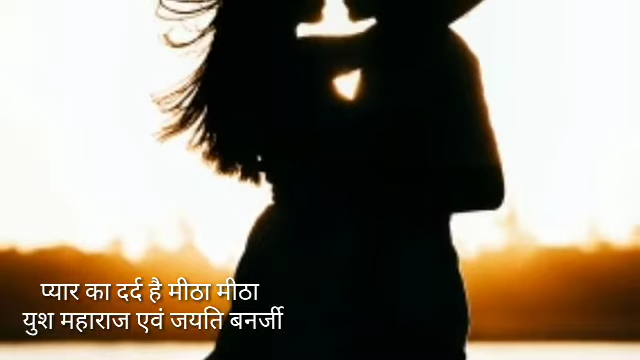 प्यार का दर्द है मीठा मीठा
युश महाराज एवं जयति बनर्जी